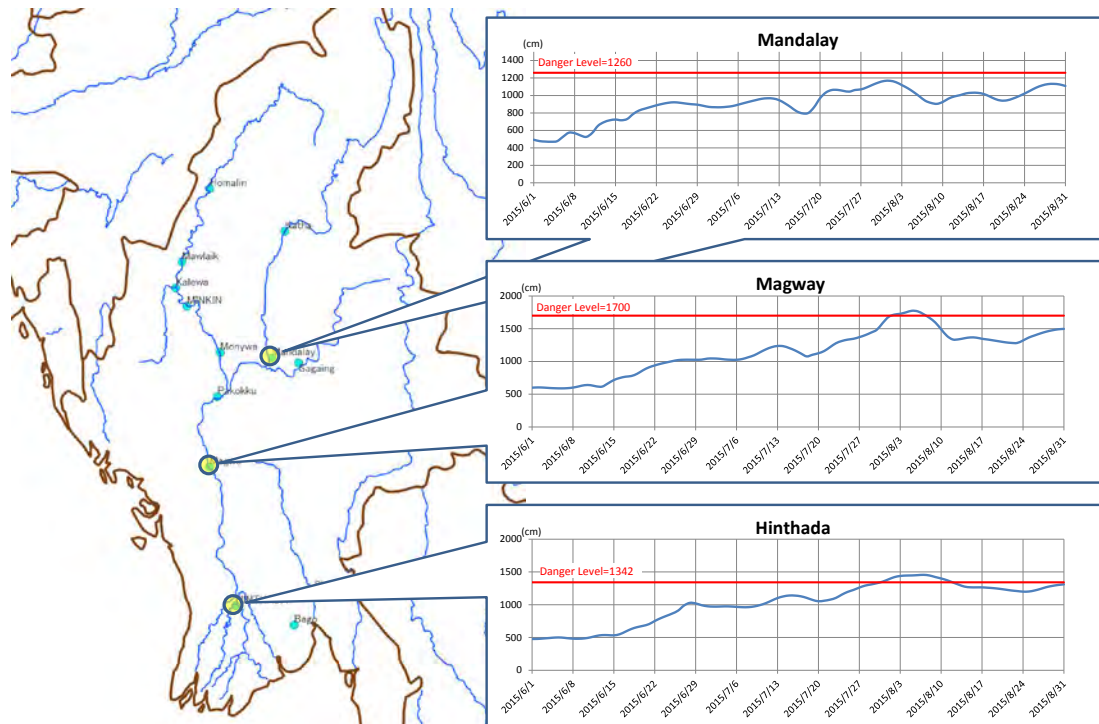 Homalin
Mawlaik
Kalewa
MINKIN
Monywa
Mandalay
Sagaing
Pakokku
Bago
Mandalay
(cm)
Danger Level=1260
1400
1200
1000
800
600
400
200
0
2015/6/1 2015/6/8 2015/6/15 2015/6/22 2015/6/29 2015/7/6 2015/7/13 2015/7/20 2015/7/27 2015/8/3 2015/8/10 2015/8/17 2015/8/24 2015/8/31
Magway
(cm)
2000
Danger Level=1700
1500
1000
500
0
2015/6/1 2015/6/8 2015/6/15 2015/6/22 2015/6/29 2015/7/6 2015/7/13 2015/7/20 2015/7/27 2015/8/3 2015/8/10 2015/8/17 2015/8/24 2015/8/31
Hinthada
(cm)
2000
1500
Danger Level=1342
1000
500
0
2015/6/1 2015/6/8 2015/6/15 2015/6/22 2015/6/29 2015/7/6 2015/7/13 2015/7/20 2015/7/27 2015/8/3 2015/8/10 2015/8/17 2015/8/24 2015/8/31